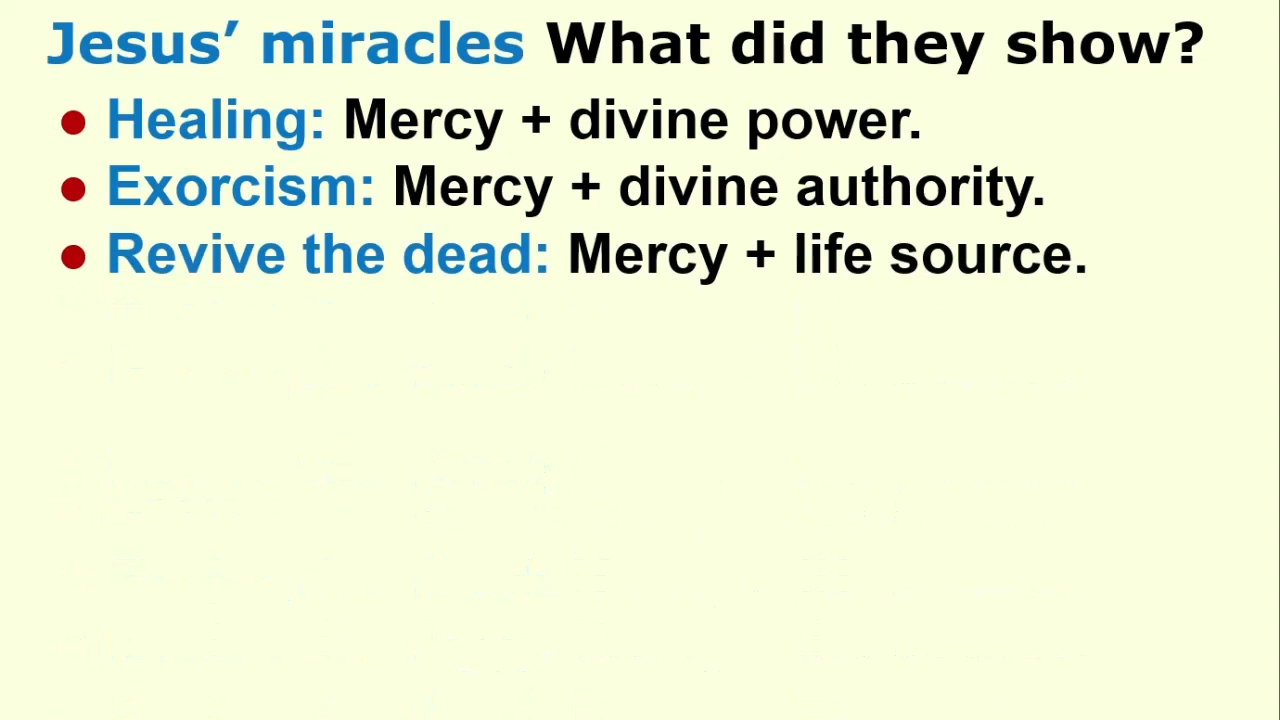 Jesus’ miracles What did they show?
● Healing: Mercy + divine power.
● Exorcism: Mercy + divine authority.
● Revive the dead: Mercy + life source.